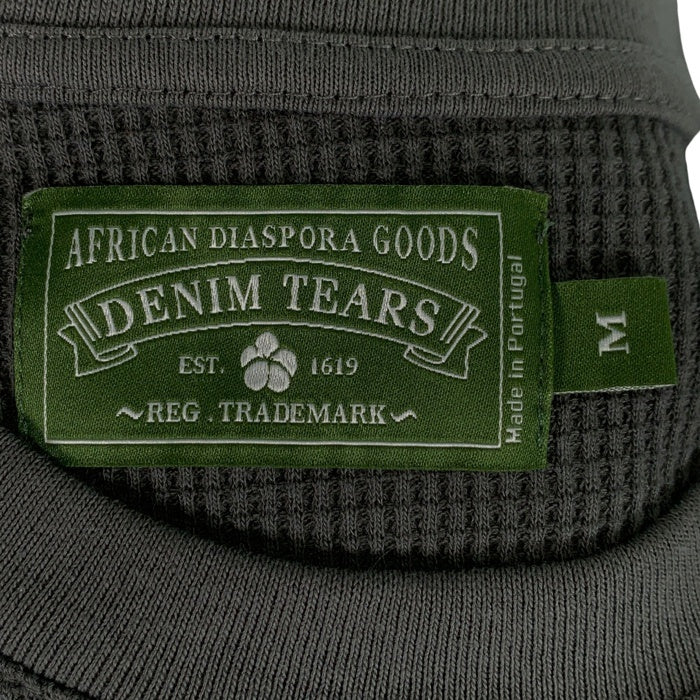 AFRICAN DIASPORA GOODS
DENIM TEARS
EST. 1619
~REG . TRADEMARK~
Made in Portugal
M